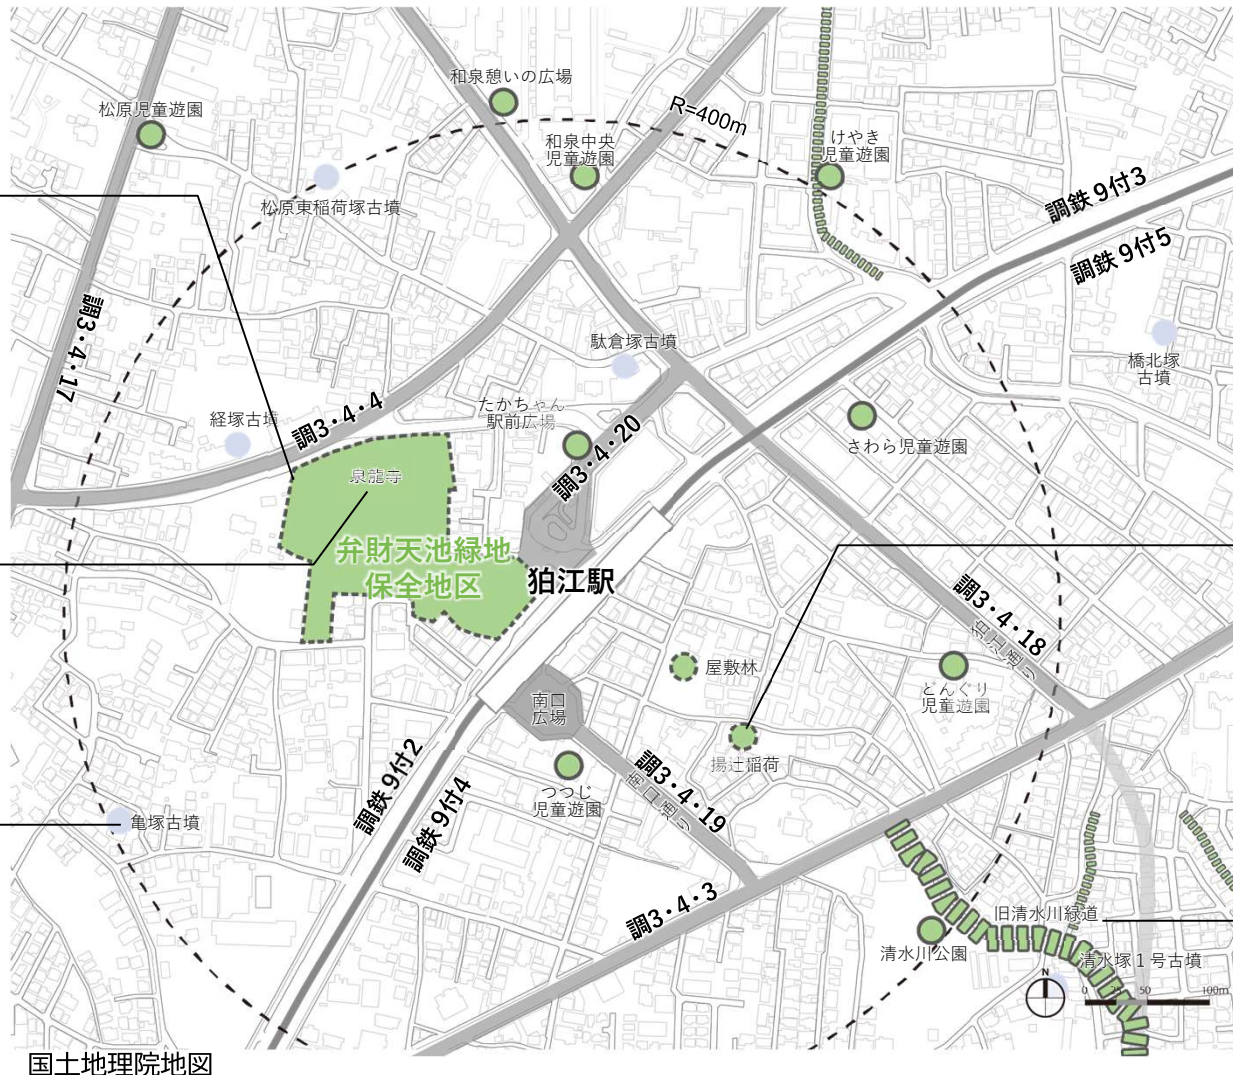 和泉憩いの広場
松原児童遊園
R=400m
和泉中央
児童遊園
けやき
児童遊園
調鉄9付3
松原東稲荷塚古墳
調鉄9付5
調3・4・17
駄倉塚古墳
橋北塚
古墳
たかちゃん
駅前広場
調3・4・4
経塚古墳
調3・4・20
さわら児童遊園
泉龍寺
弁財天池緑地
保全地区
狛江駅
調3・4・18
狛江通り
屋敷林
どんぐり
児童遊園
南口
広場
揚辻稲荷
調鉄9付2
調鉄9付4
つつじ
児童遊園
調3・4・19
南口通り
亀塚古墳
調3・4・3
旧清水川緑道
清水川公園
清水塚1号古墳
N
0 25 50 100m
国土地理院地図